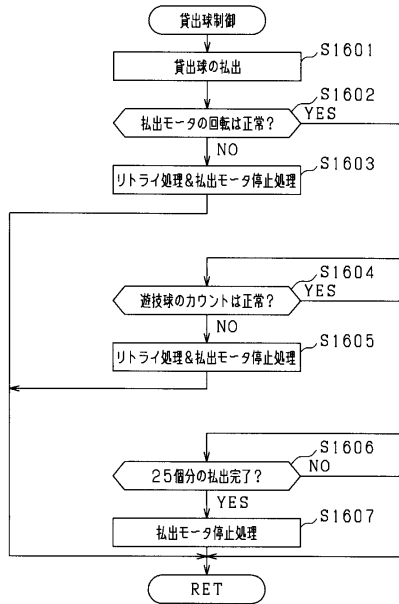 貸出球制御
貸出球の払出
S1601
払出モータの回転は正常?
S1602
YES
NO
リトライ処理&払出モータ停止処理
S1603
遊技球のカウントは正常?
S1604
YES
NO
リトライ処理&払出モータ停止処理
S1605
25個分の払出完了?
S1606
NO
YES
払出モータ停止処理
S1607
RET